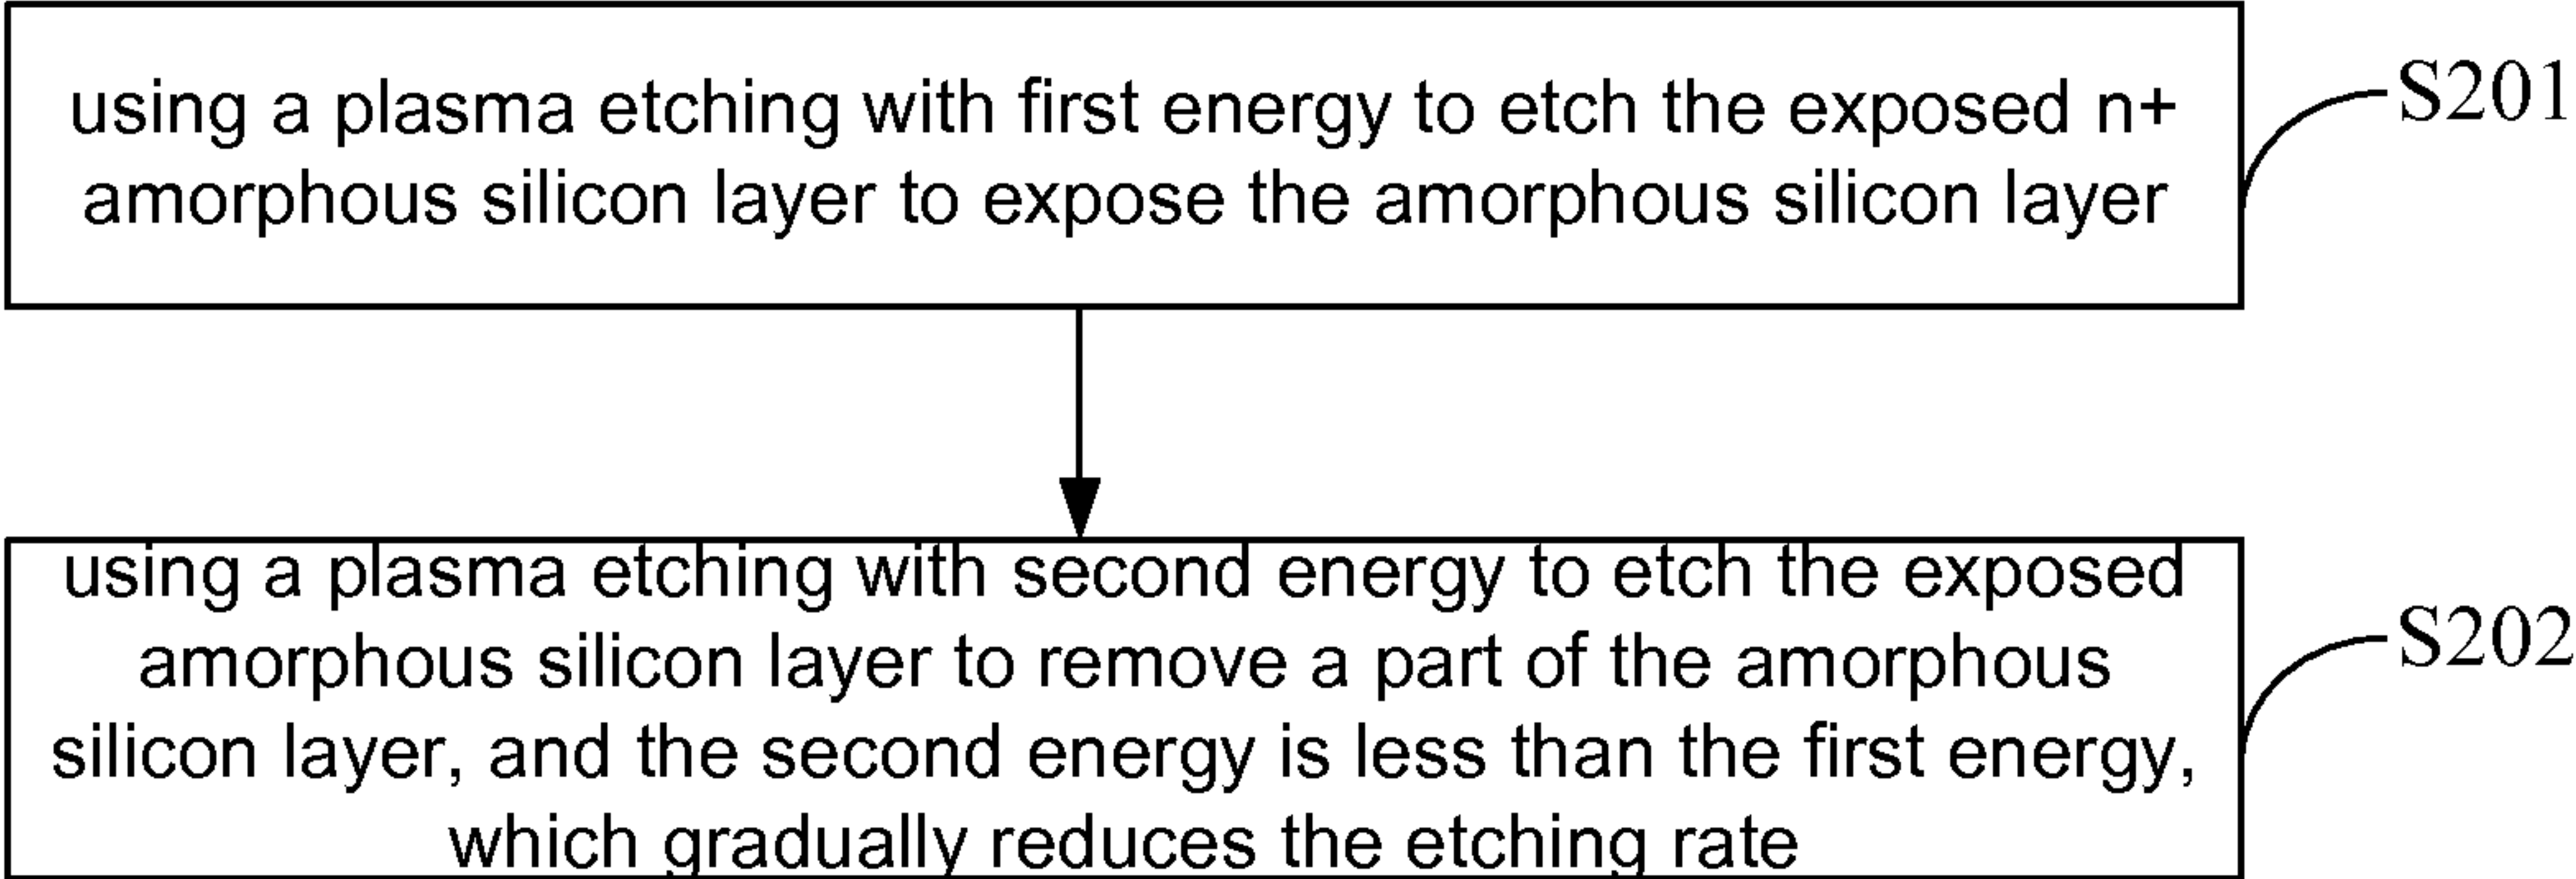 using a plasma etching with first energy to etch the exposed n+
amorphous silicon layer to expose the amorphous silicon layer
S201
using a plasma etching with second energy to etch the exposed
amorphous silicon layer to remove a part of the amorphous
silicon layer, and the second energy is less than the first energy,
which gradually reduces the etching rate
S202